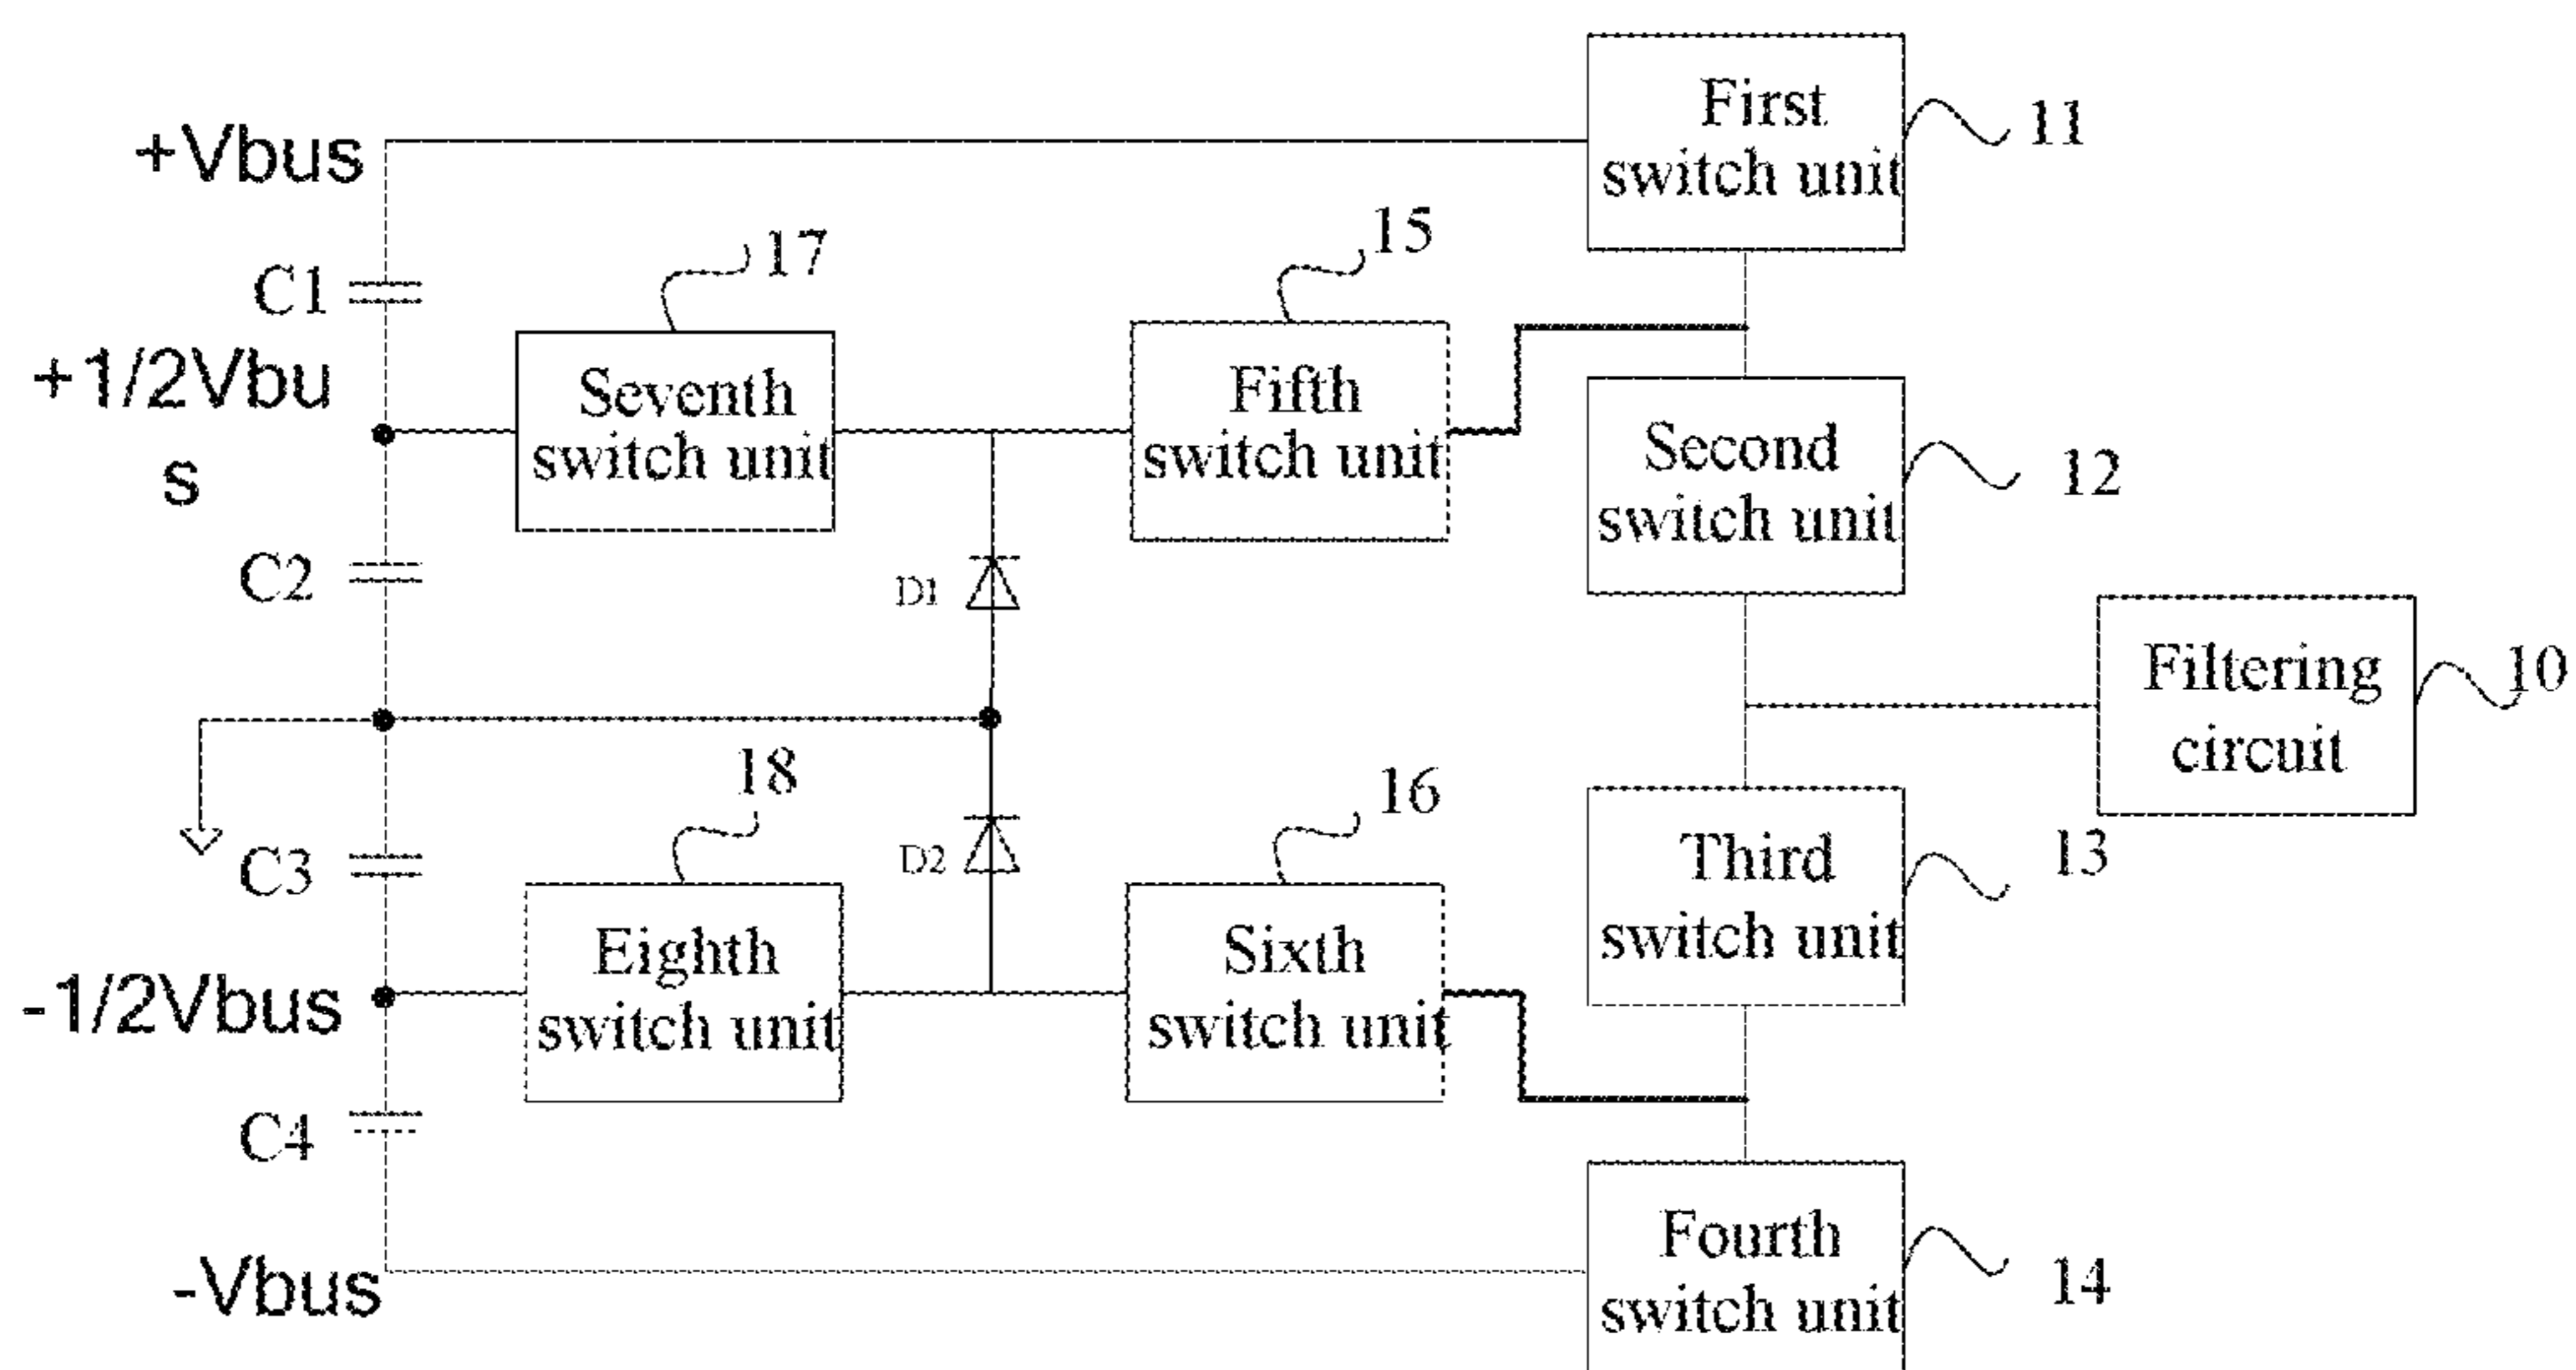 First
switch unit
11
+Vbus
C1
17
15
+1/2Vbu
s
Seventh
switch unit
Fifth
switch unit
Second
switch unit
12
C2
D1
Filtering
circuit
10
18
16
C3
D2
Third
switch unit
13
Eighth
switch unit
Sixth
switch unit
-1/2Vbus
C4
Fourth
switch unit
14
-Vbus